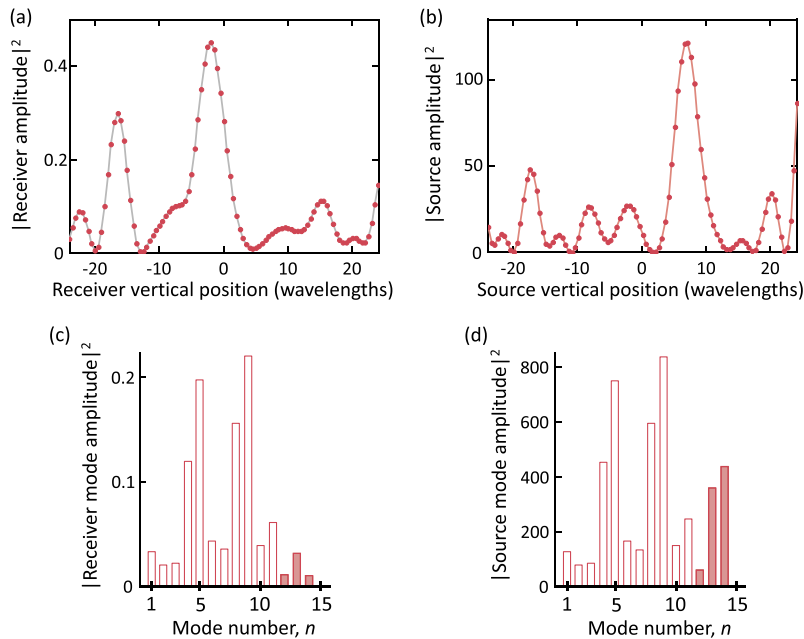 (a)
|Receiver amplitude|²
0.4
0.2
0
-20
-10
0
10
20
Receiver vertical position (wavelengths)
(b)
|Source amplitude|²
100
50
0
-20
-10
0
10
20
Source vertical position (wavelengths)
(c)
|Receiver mode amplitude|²
0.2
0.1
0
1
5
10
15
Mode number, n
(d)
|Source mode amplitude|²
800
600
400
200
0
1
5
10
15
Mode number, n